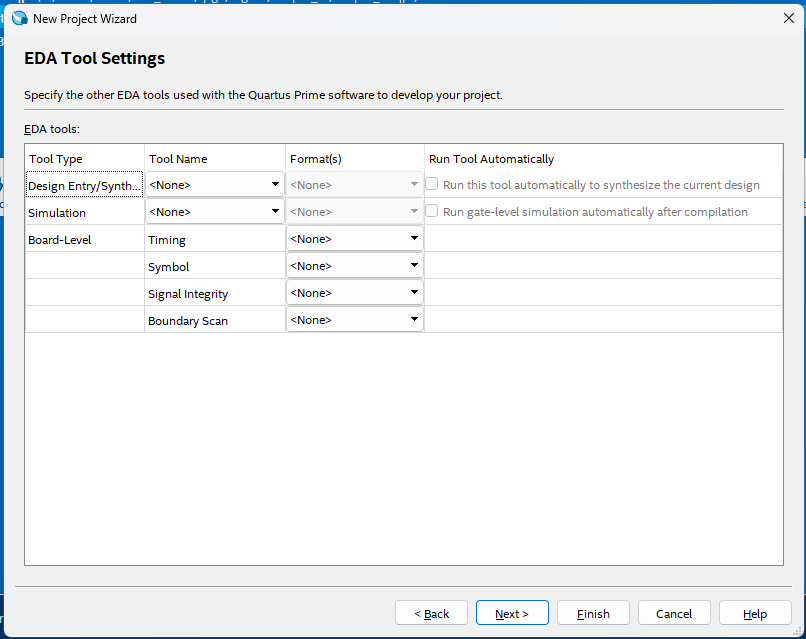 New Project Wizard
EDA Tool Settings
Specify the other EDA tools used with the Quartus Prime software to develop your project.
EDA tools:
Tool Type Tool Name Format(s) Run Tool Automatically
Design Entry/Synth... <None> <None> Run this tool automatically to synthesize the current design
Simulation <None> <None> Run gate-level simulation automatically after compilation
Board-Level Timing <None>
Symbol <None>
Signal Integrity <None>
Boundary Scan <None>
< Back Next > Finish Cancel Help